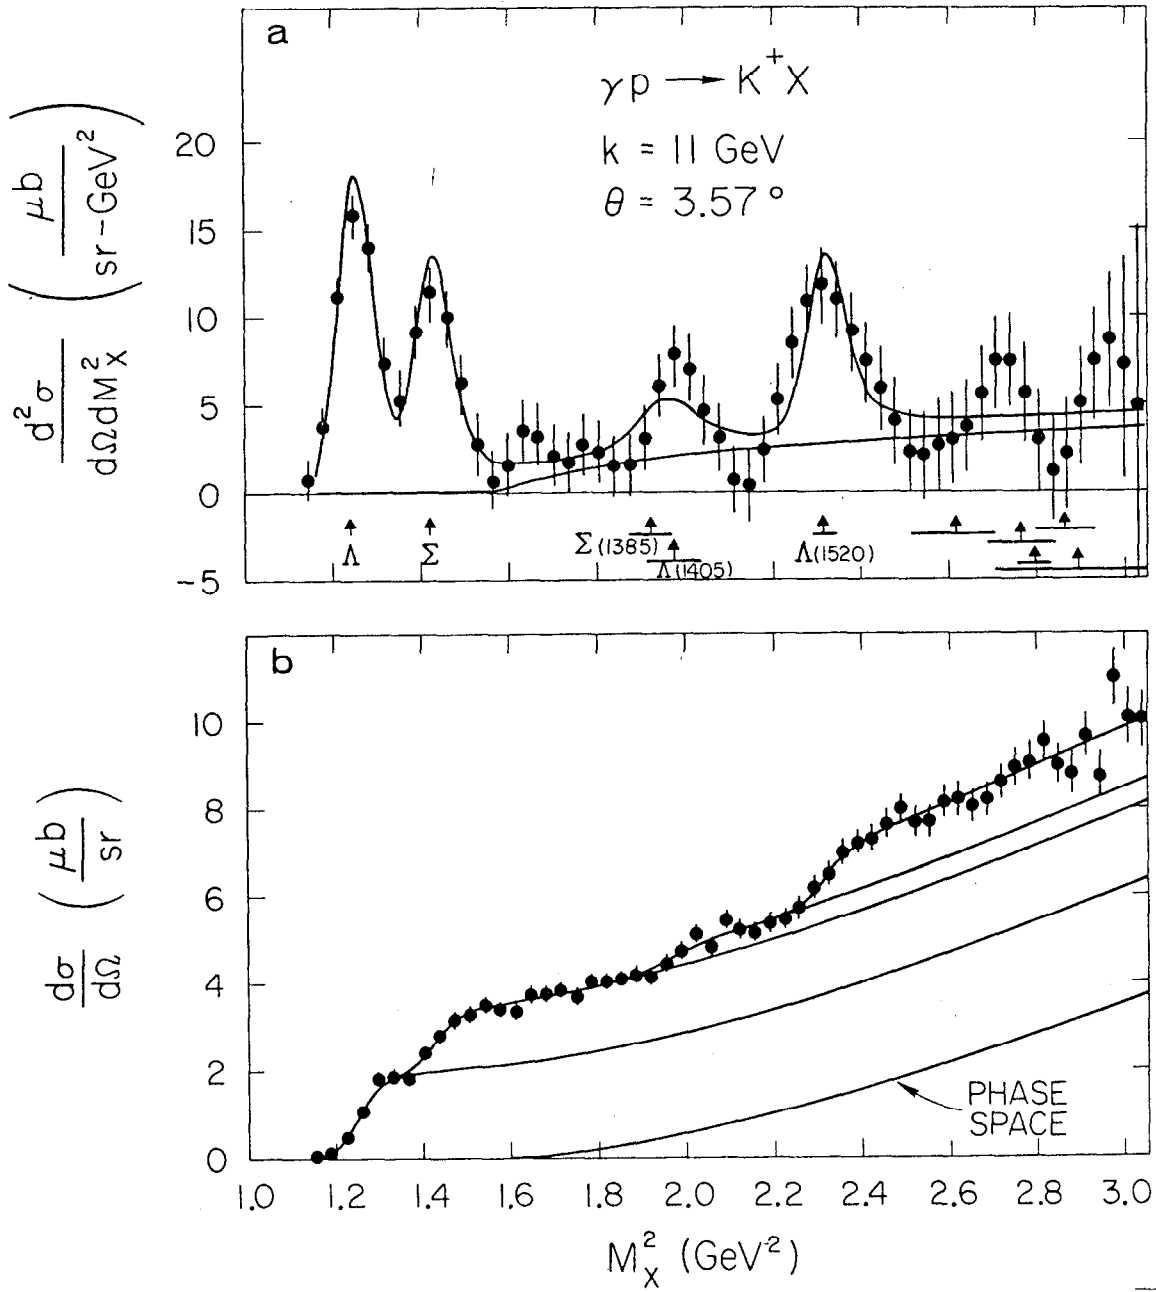 a
γp → K⁺X
k = 11 GeV
θ = 3.57°
d²σ / dΩdM²_X (μb / sr-GeV²)
20
15
10
5
0
-5
Λ
Σ
Σ(1385)
Λ(1405)
Λ(1520)
b
dσ / dΩ (μb / sr)
10
8
6
4
2
0
PHASE
SPACE
1.0 1.2 1.4 1.6 1.8 2.0 2.2 2.4 2.6 2.8 3.0
M²_X (GeV²)